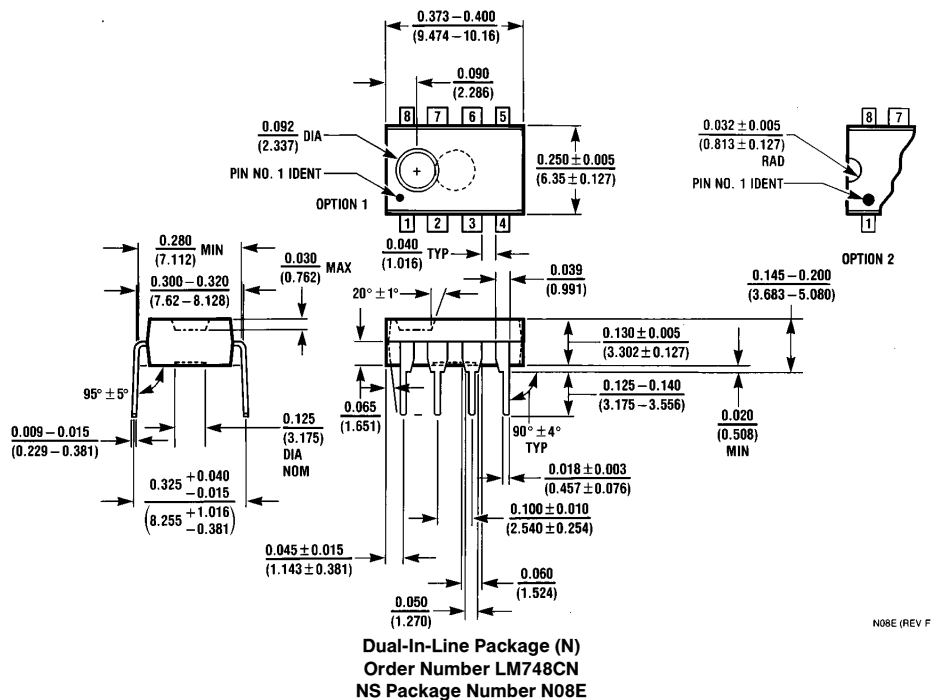 0.373–0.400
(9.474–10.16)
0.090
(2.286)
8 7 6 5
0.092 DIA
(2.337)
PIN NO. 1 IDENT
OPTION 1
1 2 3 4
0.250 ± 0.005
(6.35 ± 0.127)
8 7
0.032 ± 0.005
(0.813 ± 0.127)
RAD
PIN NO. 1 IDENT
1
OPTION 2
0.280 MIN
(7.112)
0.300–0.320
(7.62–8.128)
0.030 MAX
(0.762)
0.040 TYP
(1.016)
20° ± 1°
0.039
(0.991)
0.145–0.200
(3.683–5.080)
0.130 ± 0.005
(3.302 ± 0.127)
95° ± 5°
0.009–0.015
(0.229–0.381)
0.125
(3.175)
DIA
NOM
0.065
(1.651)
90° ± 4°
TYP
0.125–0.140
(3.175–3.556)
0.020
(0.508)
MIN
0.325 +0.040 −0.015
(8.255 +1.016 −0.381)
0.018 ± 0.003
(0.457 ± 0.076)
0.100 ± 0.010
(2.540 ± 0.254)
0.045 ± 0.015
(1.143 ± 0.381)
0.060
(1.524)
0.050
(1.270)
N08E (REV F
Dual-In-Line Package (N)
Order Number LM748CN
NS Package Number N08E